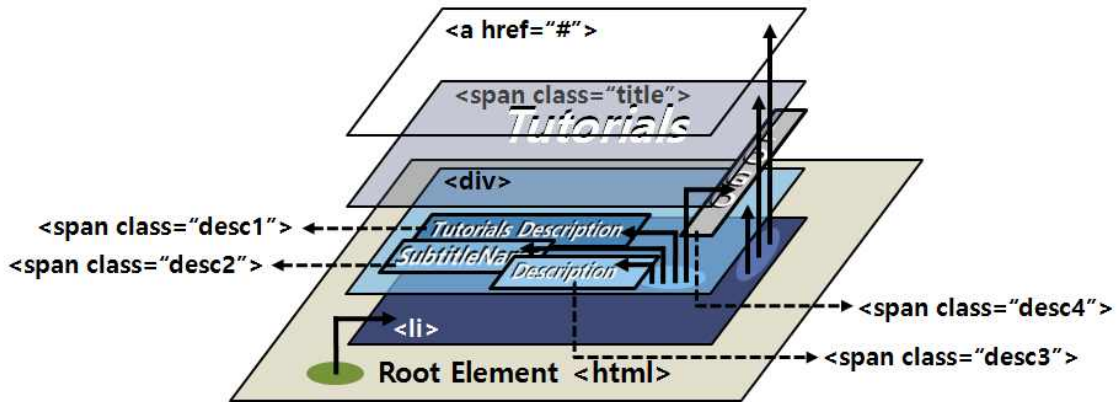 <a href=“#”>
<span class=“title”>
Tutorials
<div>
<span class=“desc1”>
Tutorials Description
<span class=“desc2”>
Description
<span class=“desc4”>
<li>
<span class=“desc3”>
Root Element <html>